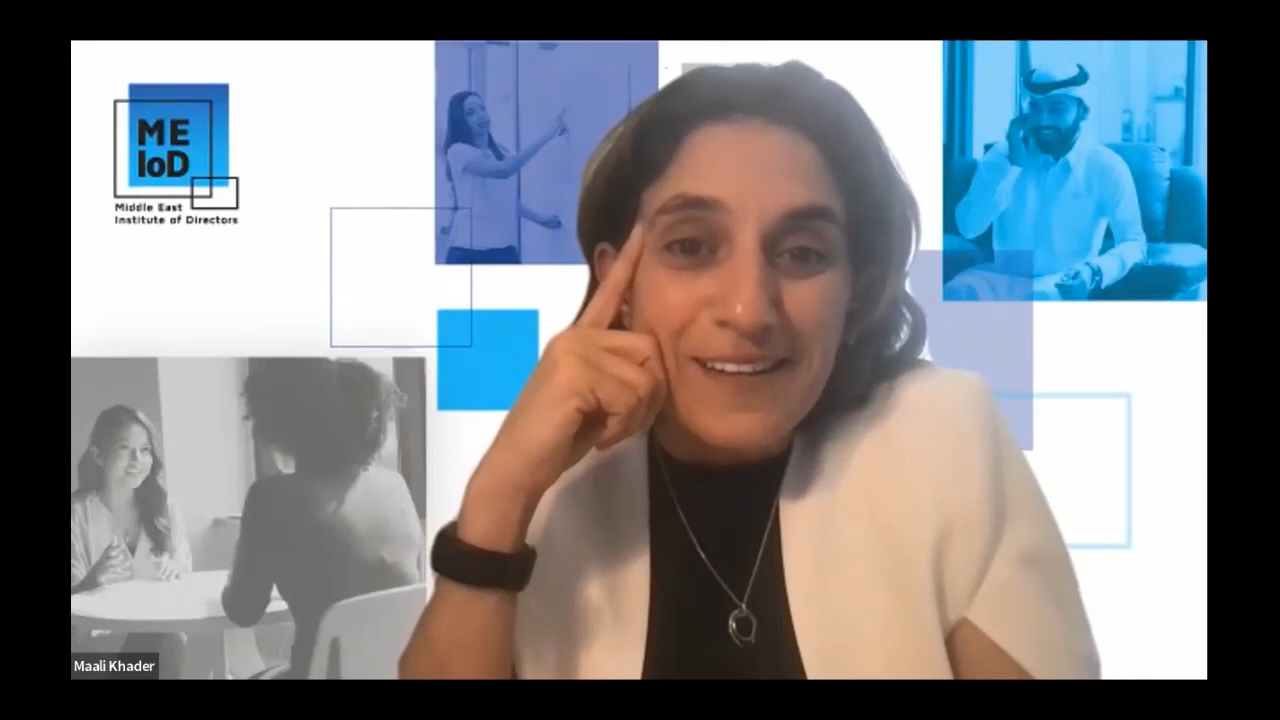 ME
IoD
Middle East
Institute of Directors
Maali Khader